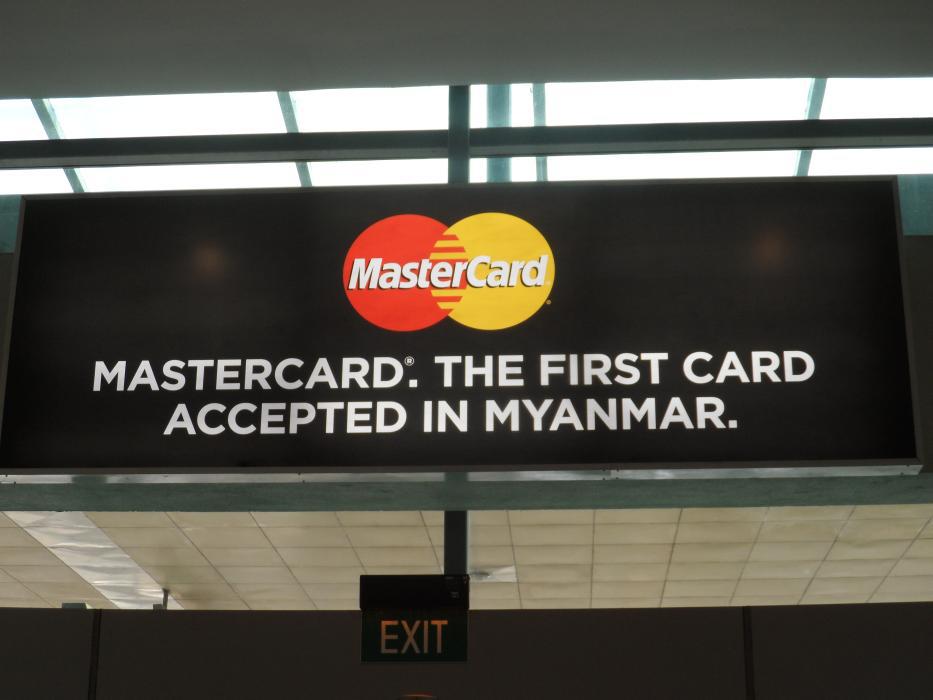 MasterCard
MASTERCARD®. THE FIRST CARD
ACCEPTED IN MYANMAR.
EXIT